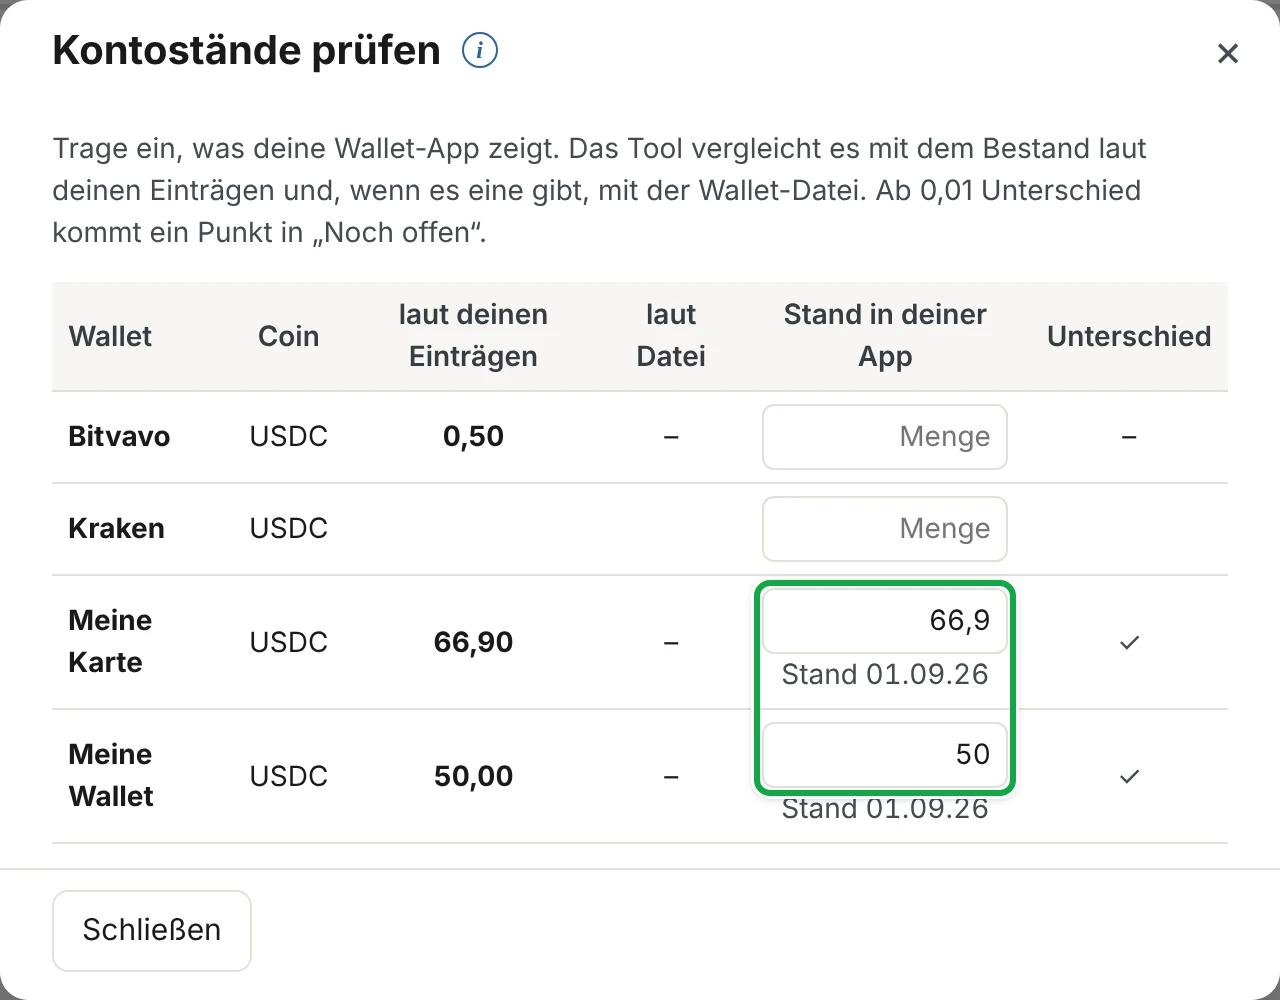 Kontostände prüfen i
Trage ein, was deine Wallet-App zeigt. Das Tool vergleicht es mit dem Bestand laut
deinen Einträgen und, wenn es eine gibt, mit der Wallet-Datei. Ab 0,01 Unterschied
kommt ein Punkt in „Noch offen“.
Wallet Coin laut deinen Einträgen laut Datei Stand in deiner App Unterschied
Bitvavo USDC 0,50 – Menge –
Kraken USDC Menge
Meine Karte USDC 66,90 – 66,9 ✓
Stand 01.09.26
Meine Wallet USDC 50,00 – 50 ✓
Stand 01.09.26
Schließen